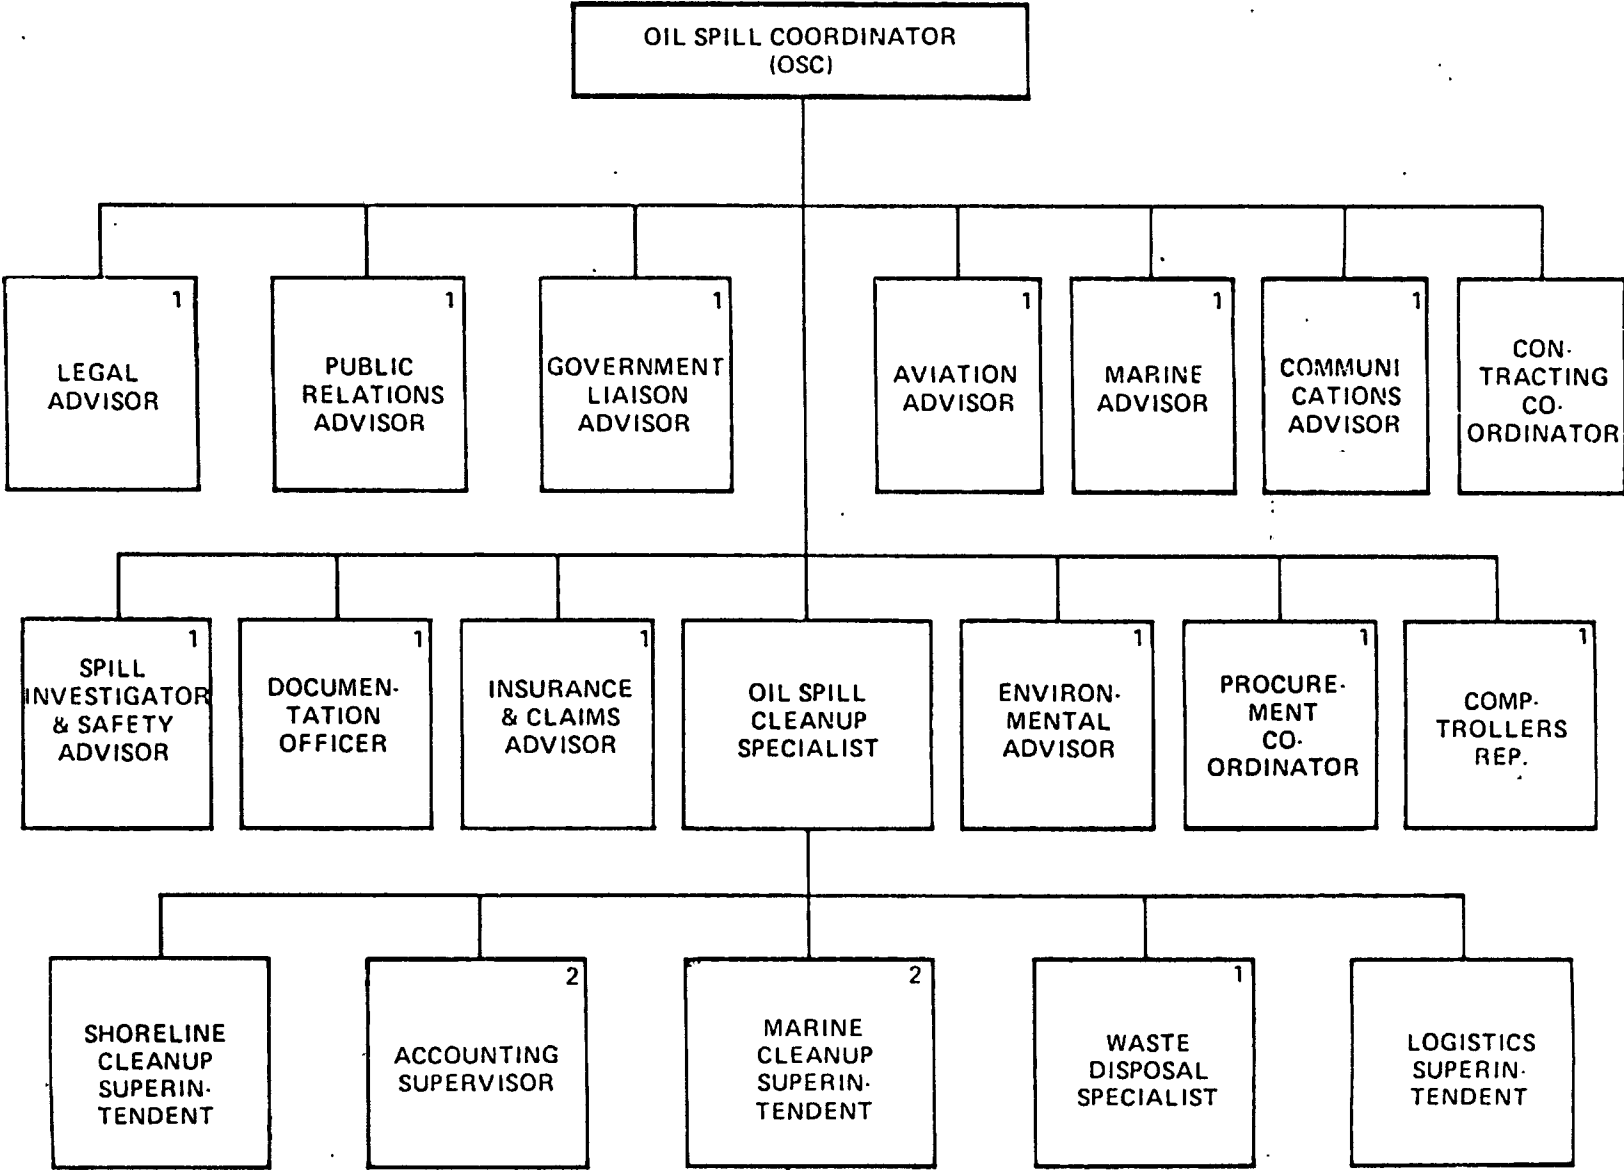 OIL SPILL COORDINATOR
(OSC)
1
LEGAL
ADVISOR
1
PUBLIC
RELATIONS
ADVISOR
1
GOVERNMENT
LIAISON
ADVISOR
1
AVIATION
ADVISOR
1
MARINE
ADVISOR
1
COMMUNI
CATIONS
ADVISOR
CON-
TRACTING
CO-
ORDINATOR
1
SPILL
INVESTIGATOR
& SAFETY
ADVISOR
1
DOCUMEN-
TATION
OFFICER
1
INSURANCE
& CLAIMS
ADVISOR
OIL SPILL
CLEANUP
SPECIALIST
1
ENVIRON-
MENTAL
ADVISOR
1
PROCURE-
MENT
CO-
ORDINATOR
1
COMP-
TROLLERS
REP.
SHORELINE
CLEANUP
SUPERIN-
TENDENT
2
ACCOUNTING
SUPERVISOR
2
MARINE
CLEANUP
SUPERIN-
TENDENT
1
WASTE
DISPOSAL
SPECIALIST
LOGISTICS
SUPERIN-
TENDENT